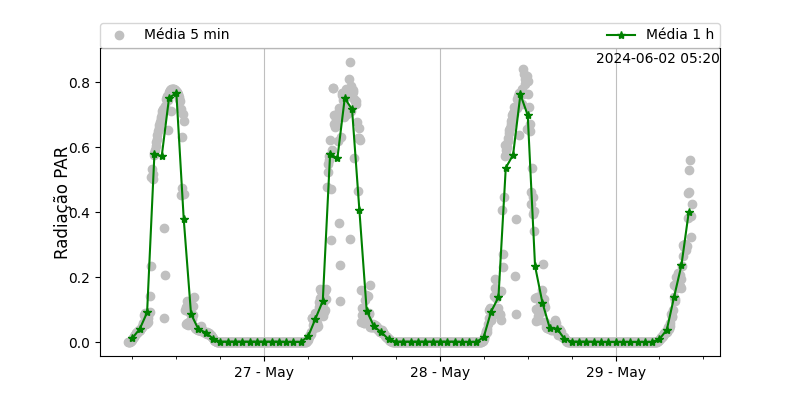 Média 5 min
Média 1 h
2024-06-02 05:20
Radiação PAR
0.8
0.6
0.4
0.2
0.0
27 - May
28 - May
29 - May